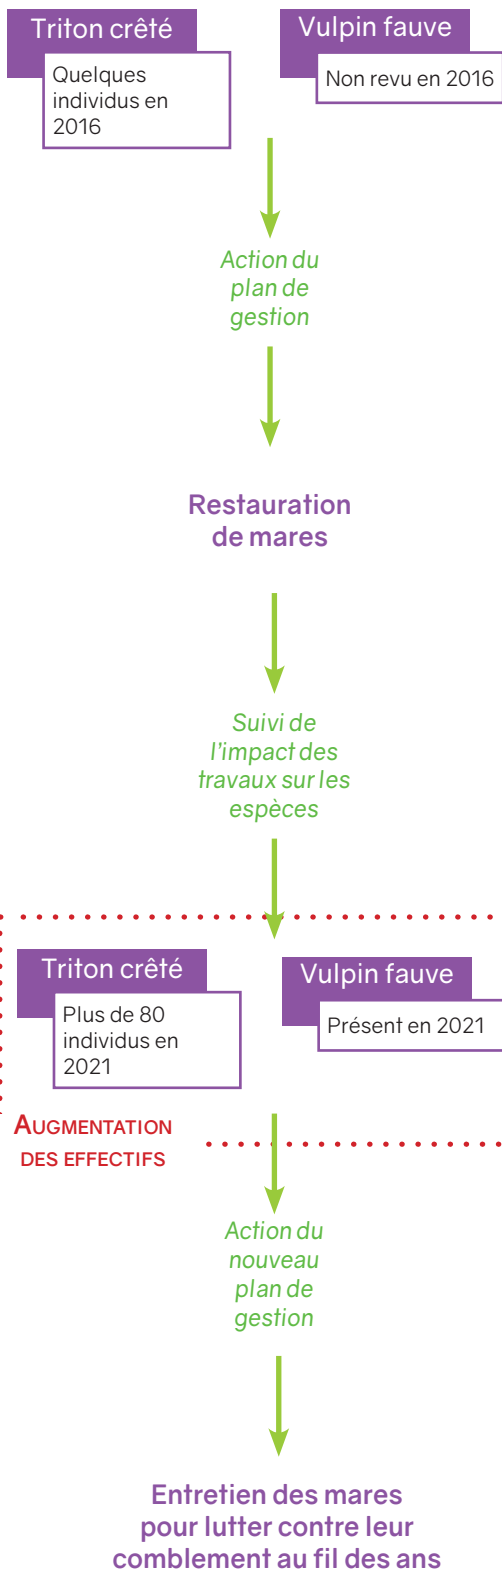 Triton crêté
Quelques
individus en
2016
Vulpin fauve
Non revu en 2016
Action du
plan de
gestion
Restauration
de mares
Suivi de
l'impact des
travaux sur les
espèces
Triton crêté
Plus de 80
individus en
2021
Vulpin fauve
Présent en 2021
AUGMENTATION
DES EFFECTIFS
Action du
nouveau
plan de
gestion
Entretien des mares
pour lutter contre leur
comblement au fil des ans